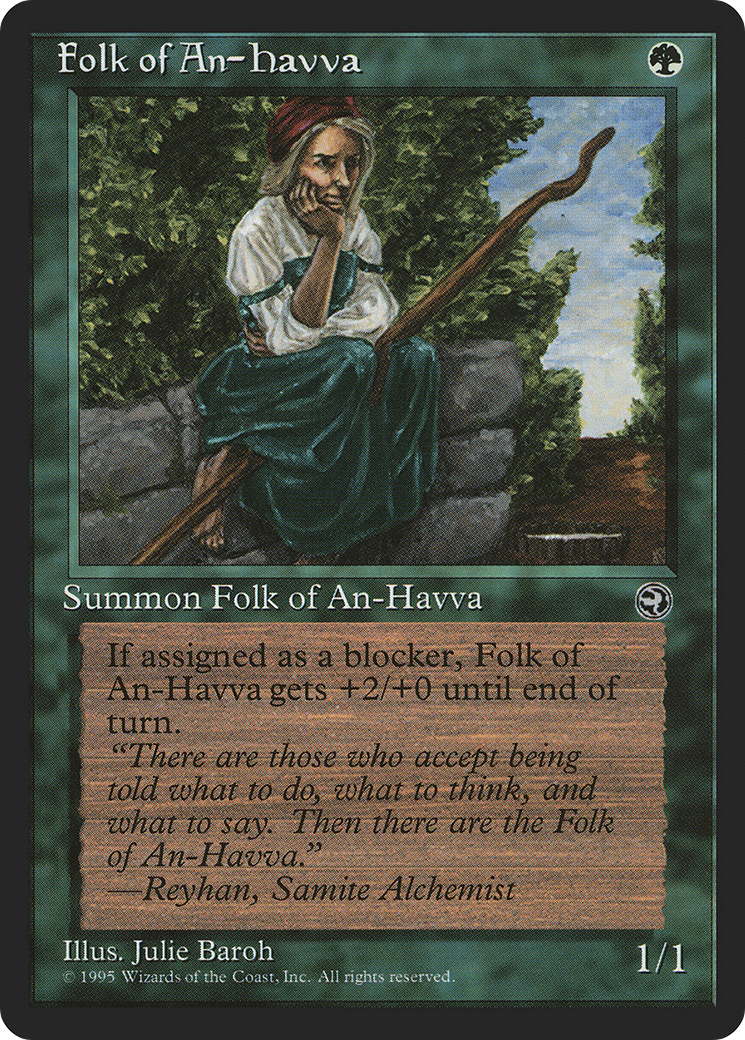 Folk of An-Havva
Summon Folk of An-Havva
If assigned as a blocker, Folk of
An-Havva gets +2/+0 until end of
turn.
“There are those who accept being
told what to do, what to think, and
what to say. Then there are the Folk
of An-Havva.”
—Reyhan, Samite Alchemist
Illus. Julie Baroh
1/1
© 1995 Wizards of the Coast, Inc. All rights reserved.